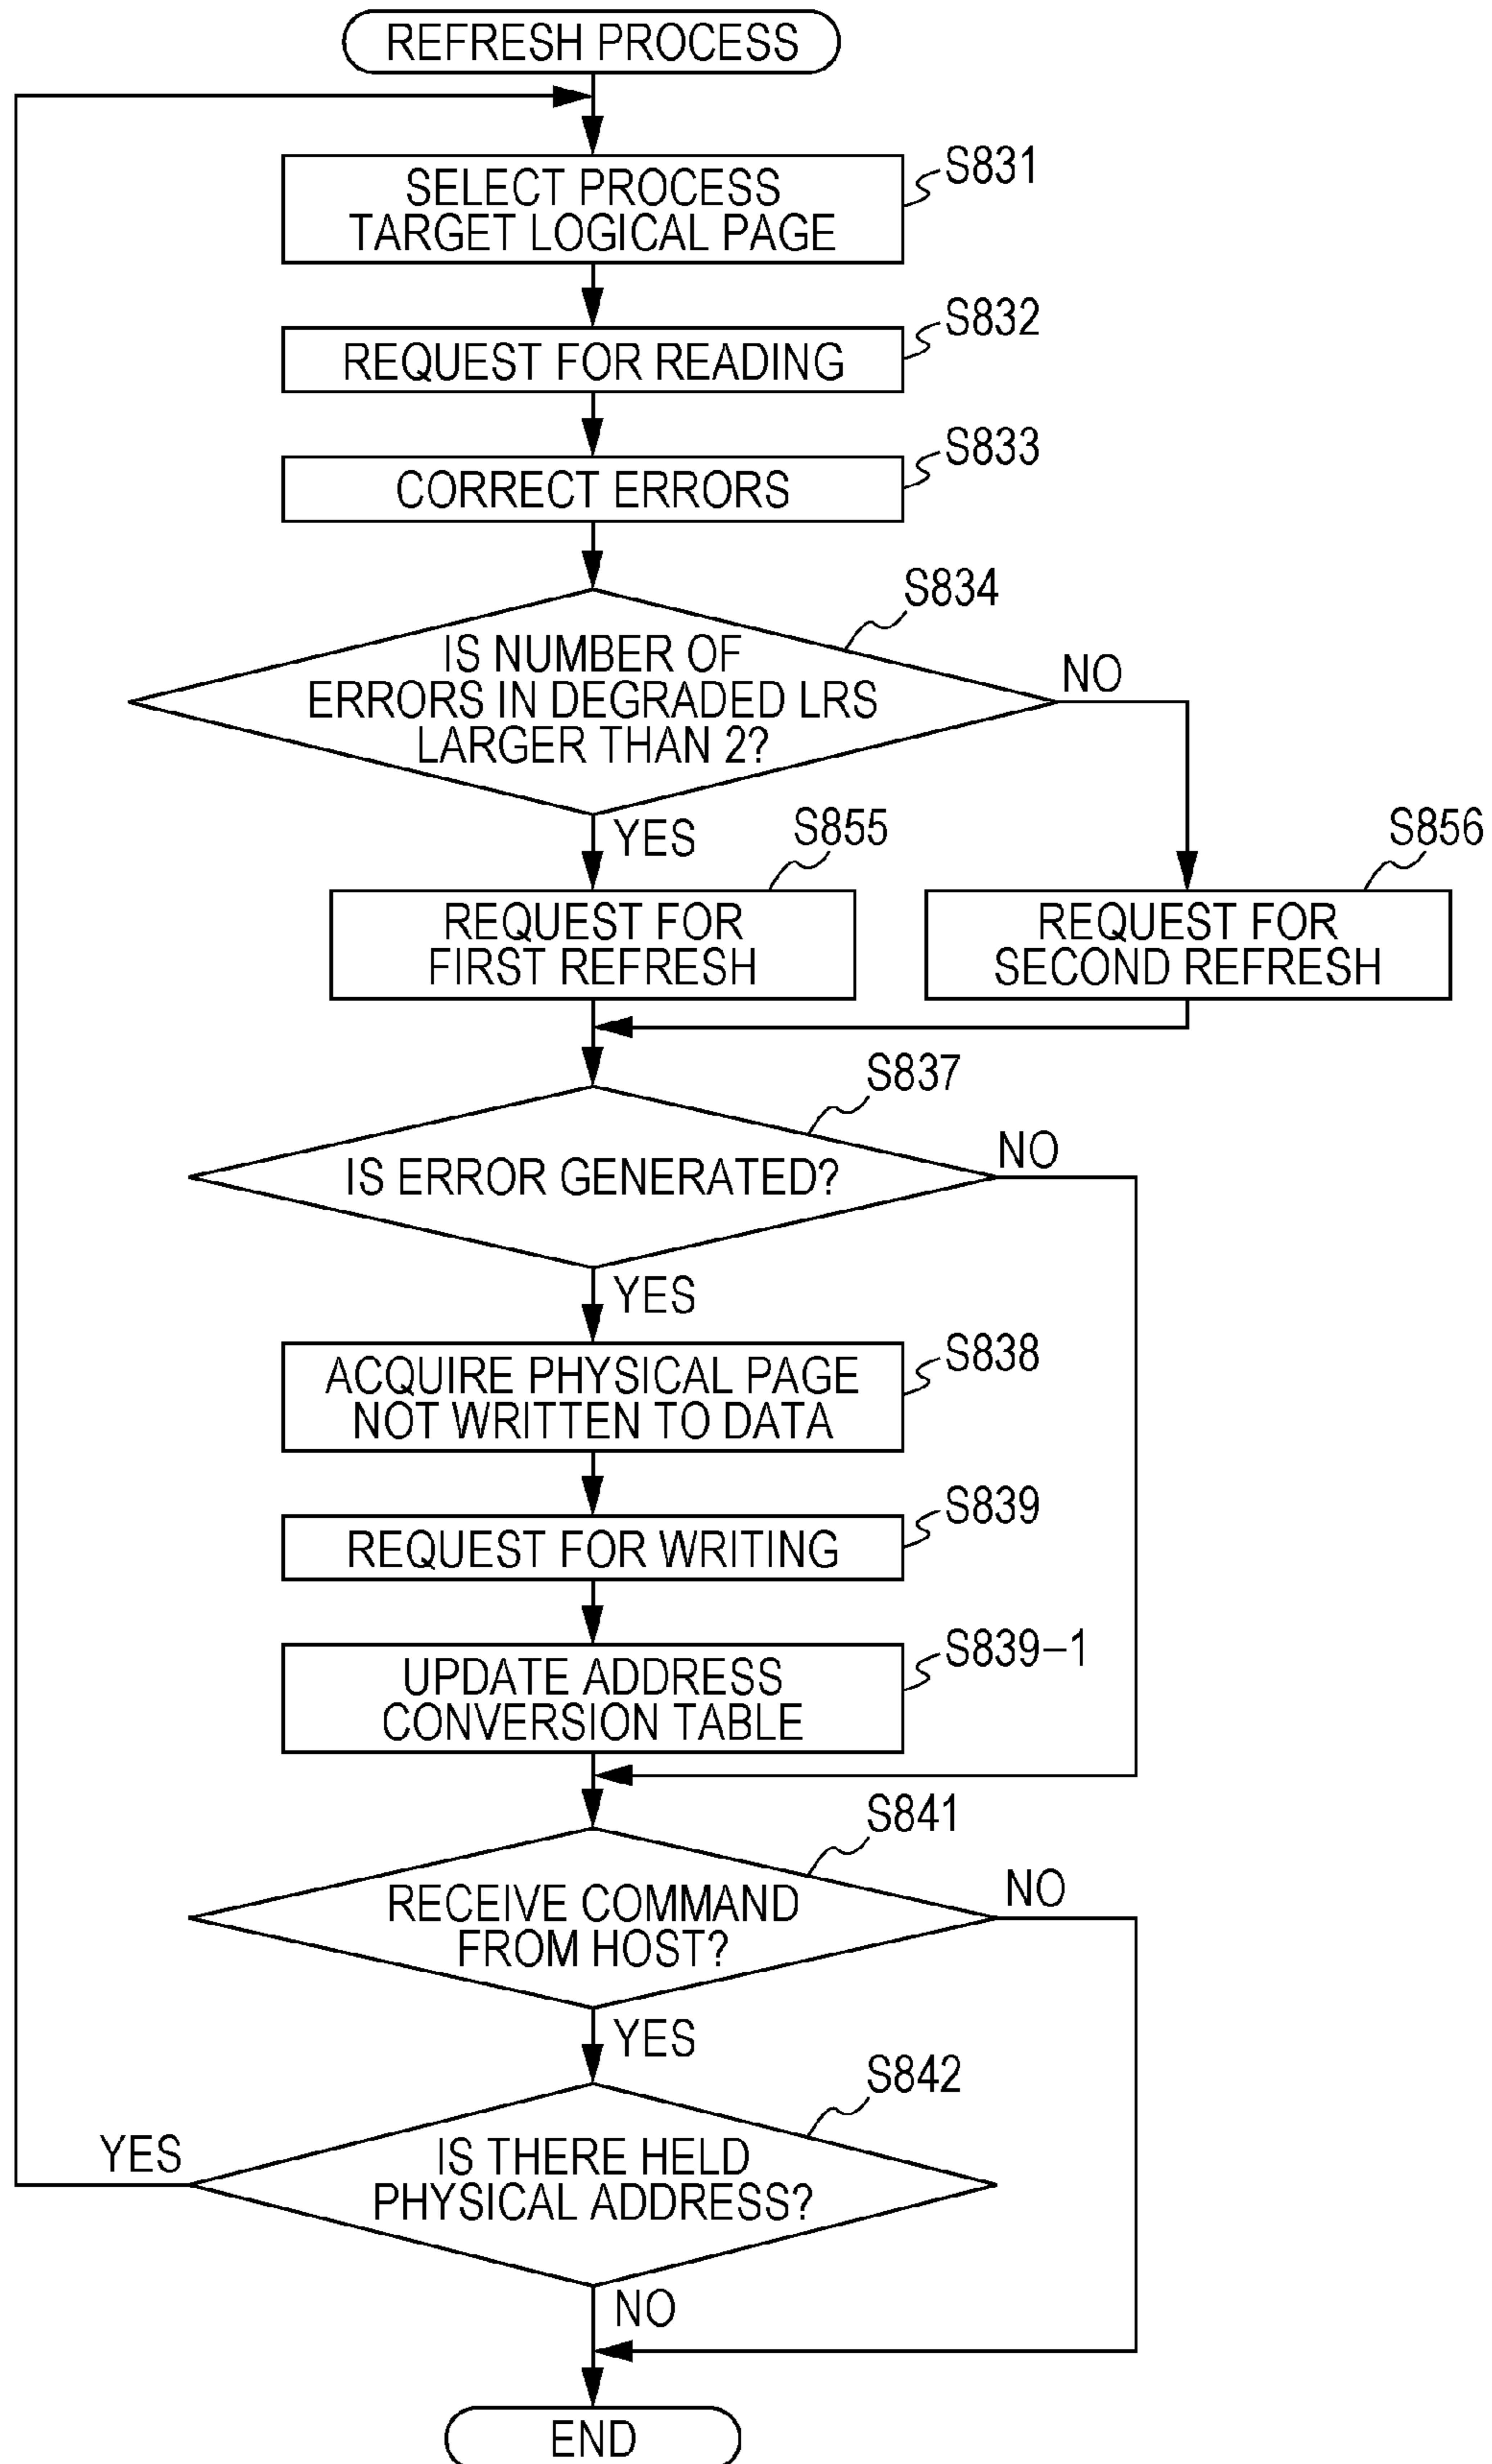 REFRESH PROCESS
SELECT PROCESS
TARGET LOGICAL PAGE
S831
REQUEST FOR READING
S832
CORRECT ERRORS
S833
IS NUMBER OF
ERRORS IN DEGRADED LRS
LARGER THAN 2?
S834
NO
YES
S855
S856
REQUEST FOR
FIRST REFRESH
REQUEST FOR
SECOND REFRESH
S837
IS ERROR GENERATED?
NO
YES
ACQUIRE PHYSICAL PAGE
NOT WRITTEN TO DATA
S838
REQUEST FOR WRITING
S839
UPDATE ADDRESS
CONVERSION TABLE
S839-1
S841
RECEIVE COMMAND
FROM HOST?
NO
YES
S842
YES
IS THERE HELD
PHYSICAL ADDRESS?
NO
END